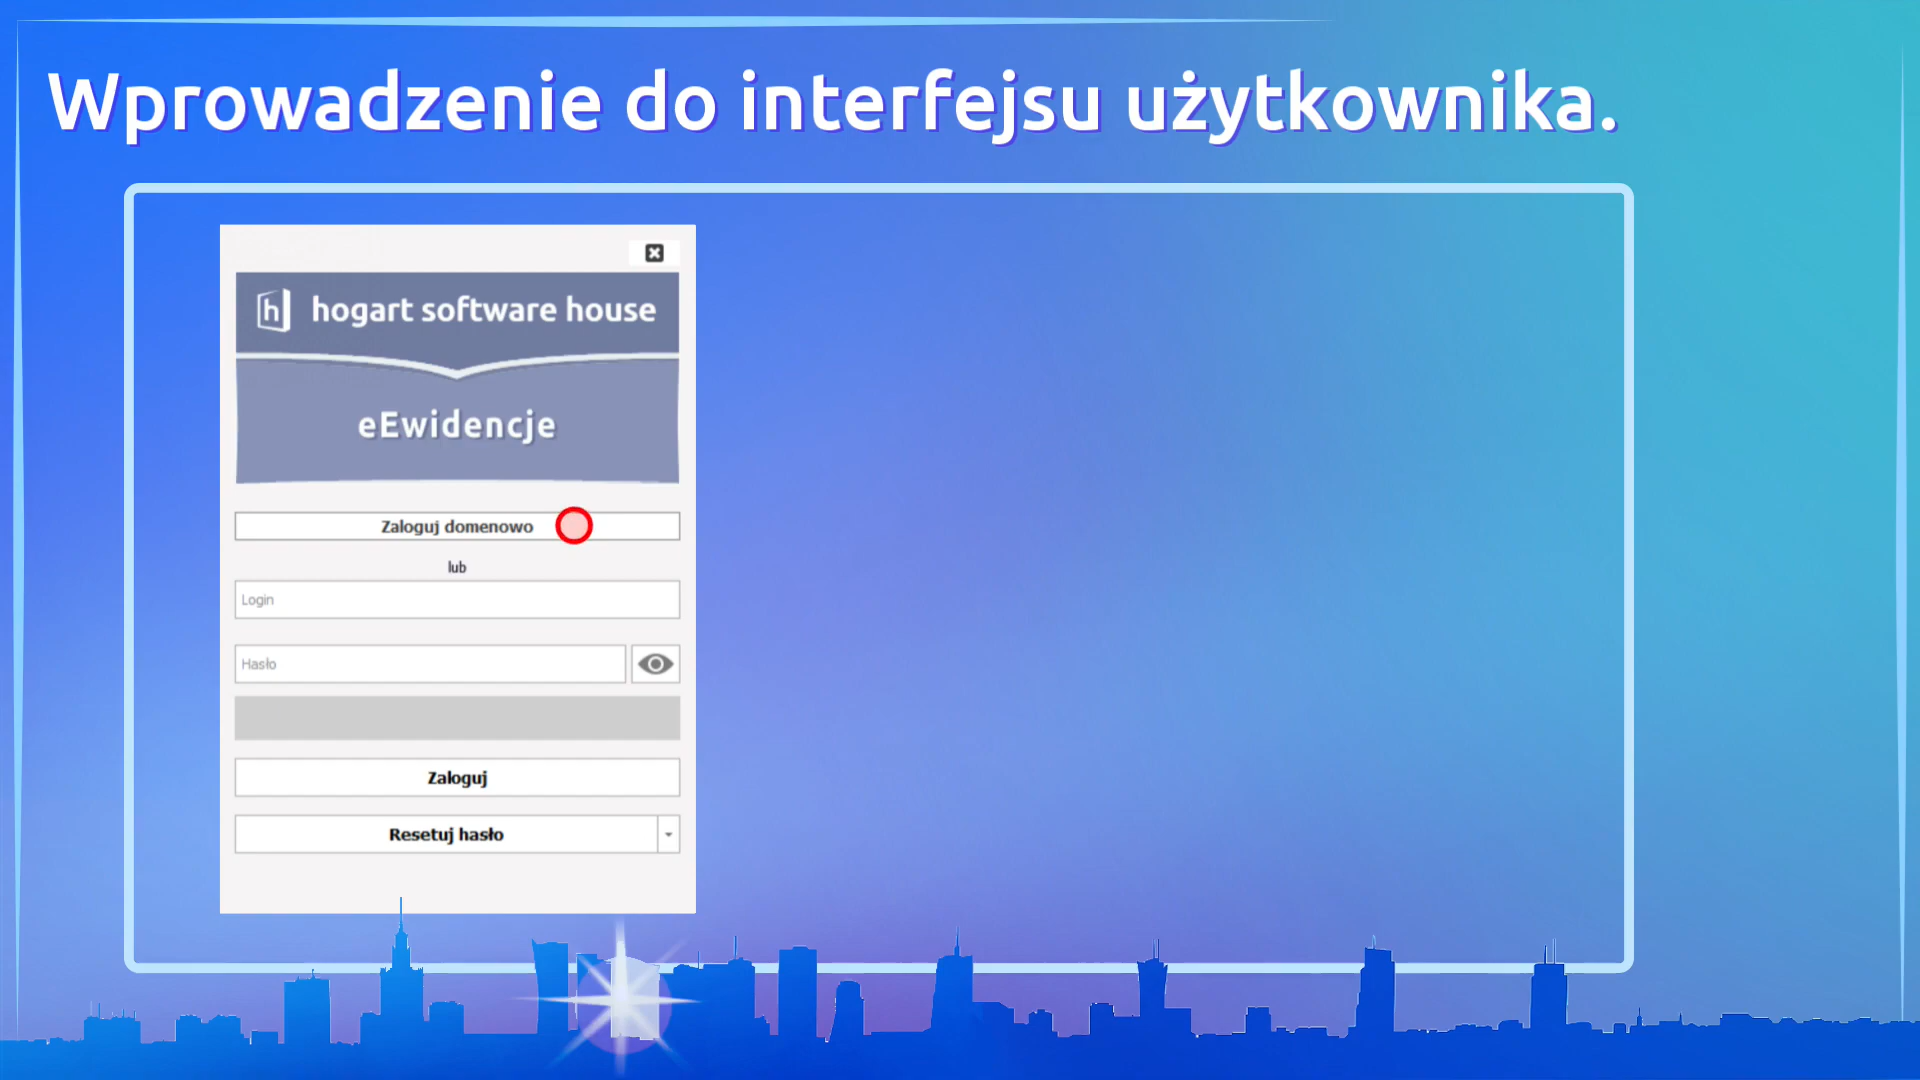 Wprowadzenie do interfejsu użytkownika.
hogart software house
eEwidencje
Zaloguj domenowo
lub
Login
Hasło
Zaloguj
Resetuj hasło